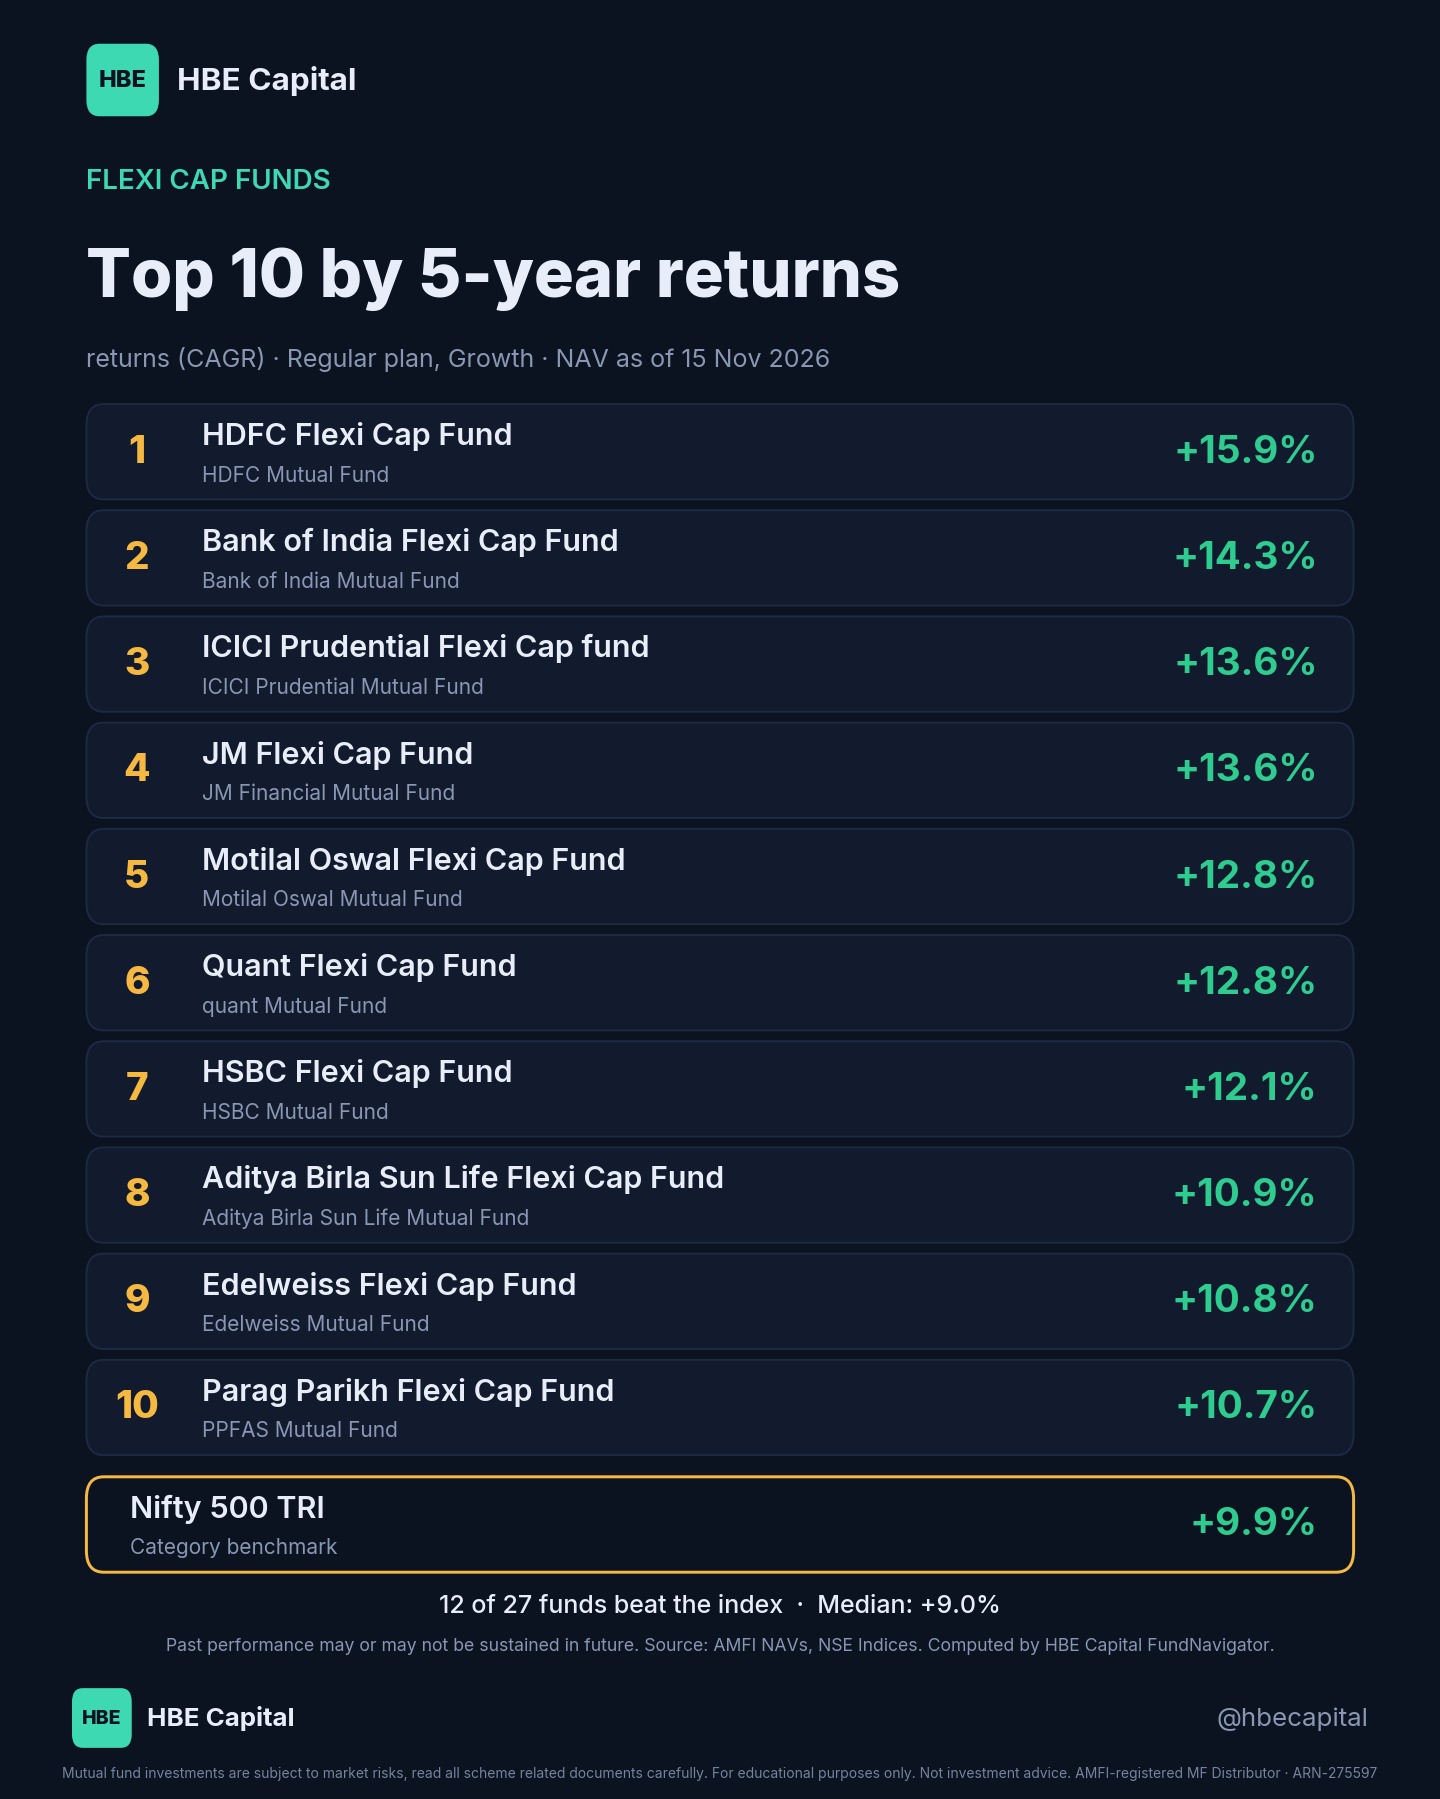 HBE HBE Capital
FLEXI CAP FUNDS
Top 10 by 5-year returns
returns (CAGR) · Regular plan, Growth · NAV as of 15 Nov 2026
1 HDFC Flexi Cap Fund +15.9%
HDFC Mutual Fund
2 Bank of India Flexi Cap Fund +14.3%
Bank of India Mutual Fund
3 ICICI Prudential Flexi Cap fund +13.6%
ICICI Prudential Mutual Fund
4 JM Flexi Cap Fund +13.6%
JM Financial Mutual Fund
5 Motilal Oswal Flexi Cap Fund +12.8%
Motilal Oswal Mutual Fund
6 Quant Flexi Cap Fund +12.8%
quant Mutual Fund
7 HSBC Flexi Cap Fund +12.1%
HSBC Mutual Fund
8 Aditya Birla Sun Life Flexi Cap Fund +10.9%
Aditya Birla Sun Life Mutual Fund
9 Edelweiss Flexi Cap Fund +10.8%
Edelweiss Mutual Fund
10 Parag Parikh Flexi Cap Fund +10.7%
PPFAS Mutual Fund
Nifty 500 TRI +9.9%
Category benchmark
12 of 27 funds beat the index · Median: +9.0%
Past performance may or may not be sustained in future. Source: AMFI NAVs, NSE Indices. Computed by HBE Capital FundNavigator.
HBE HBE Capital @hbecapital
Mutual fund investments are subject to market risks, read all scheme related documents carefully. For educational purposes only. Not investment advice. AMFI-registered MF Distributor · ARN-275597